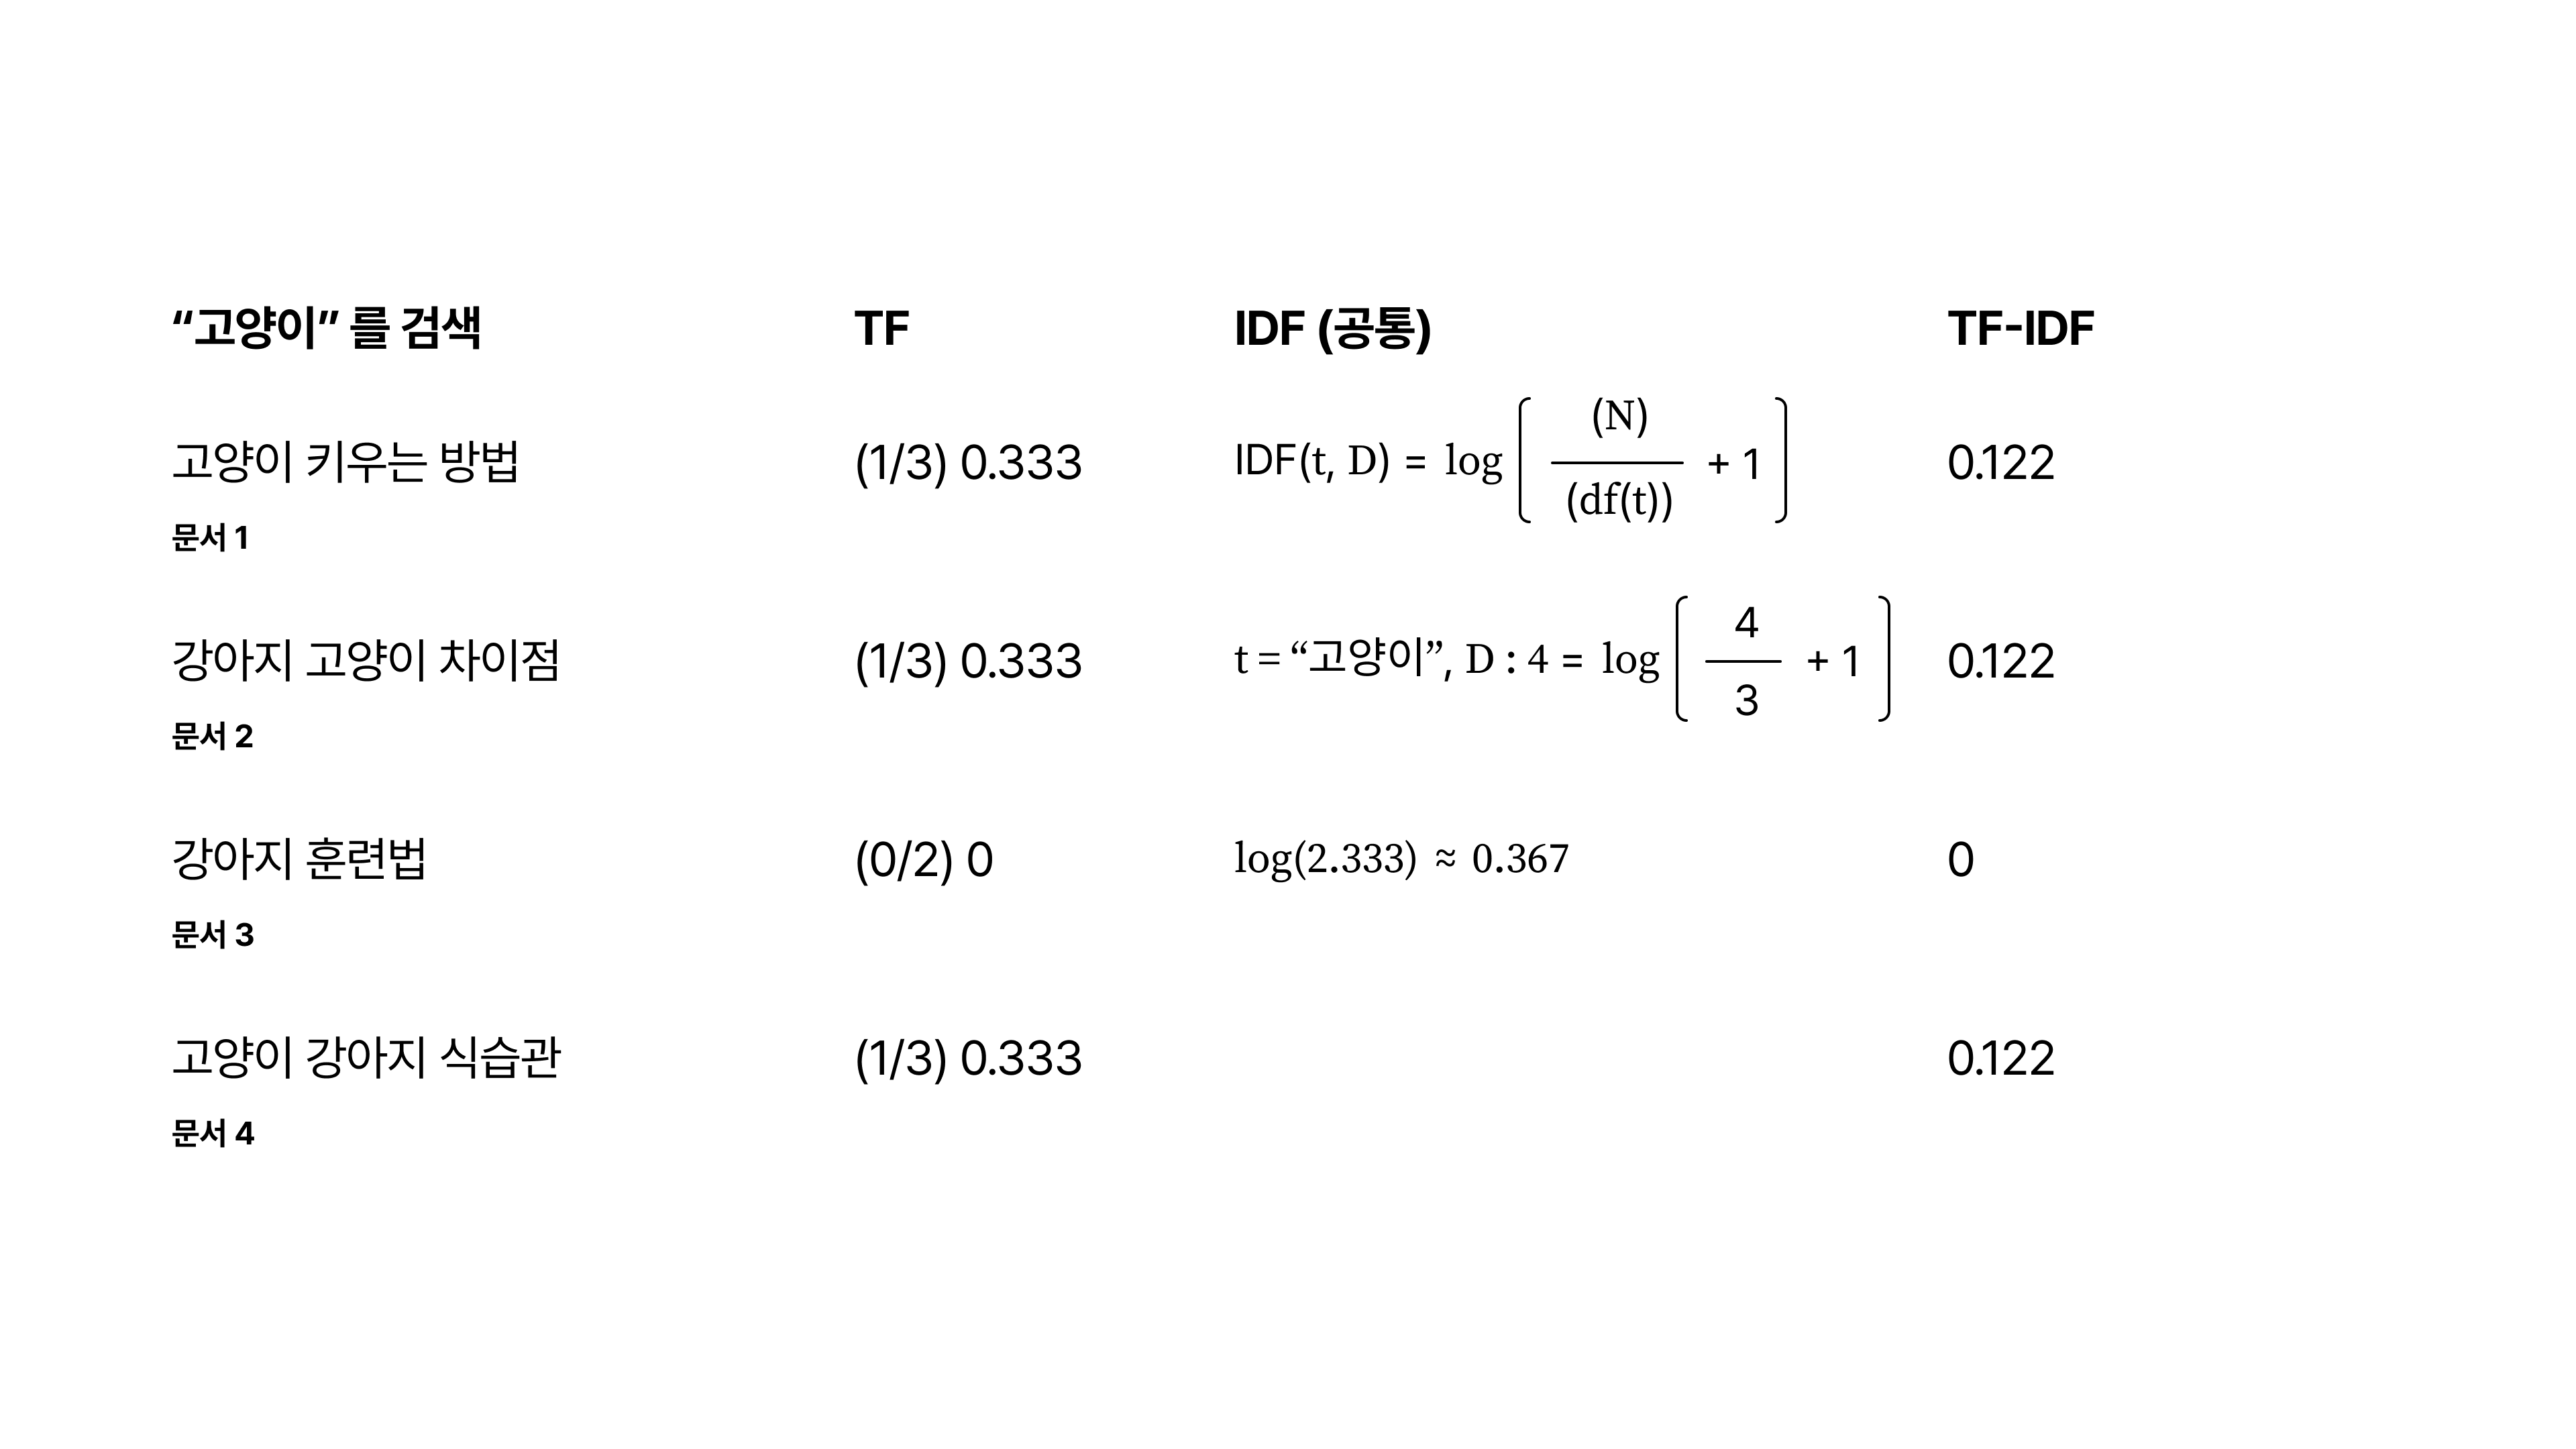 “고양이” 를 검색 TF IDF (공통) TF-IDF
고양이 키우는 방법 (1/3) 0.333 IDF(t, D) = log [ (N) / (df(t)) + 1 ] 0.122
문서 1
강아지 고양이 차이점 (1/3) 0.333 t = “고양이”, D : 4 = log [ 4 / 3 + 1 ] 0.122
문서 2
강아지 훈련법 (0/2) 0 log(2.333) ≈ 0.367 0
문서 3
고양이 강아지 식습관 (1/3) 0.333 0.122
문서 4